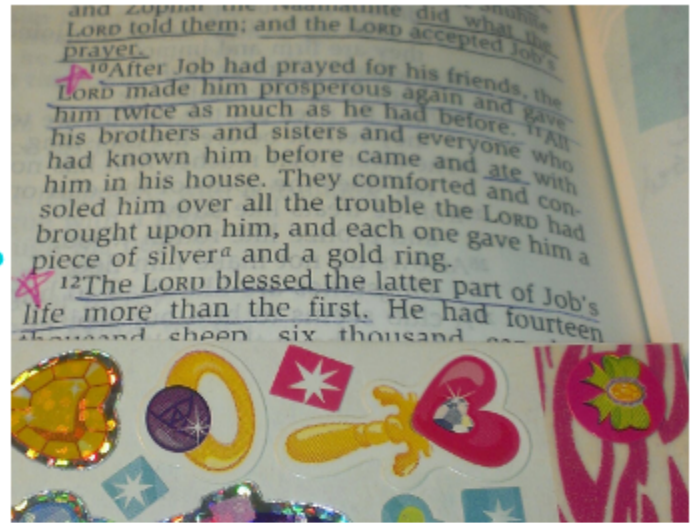 and Zophar the Naamathite did what the
LORD told them; and the LORD accepted Job's
prayer.
¹⁰After Job had prayed for his friends, the
LORD made him prosperous again and gave
him twice as much as he had before. ¹¹All
his brothers and sisters and everyone who
had known him before came and ate with
him in his house. They comforted and con-
soled him over all the trouble the LORD had
brought upon him, and each one gave him a
piece of silverᵃ and a gold ring.
¹²The LORD blessed the latter part of Job's
life more than the first. He had fourteen
thousand sheep, six thousand